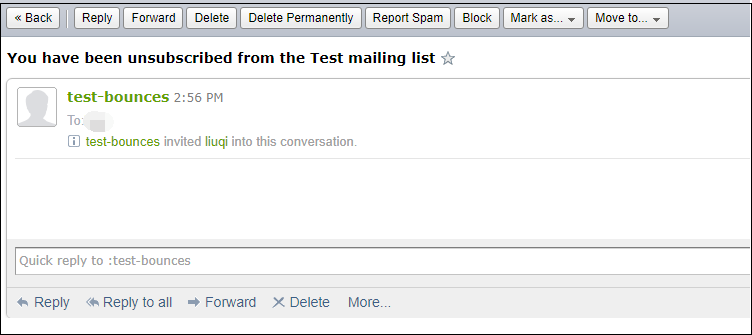 « Back Reply Forward Delete Delete Permanently Report Spam Block Mark as... Move to...
You have been unsubscribed from the Test mailing list
test-bounces 2:56 PM
To:
test-bounces invited liuqi into this conversation.
Quick reply to :test-bounces
Reply Reply to all Forward Delete More...